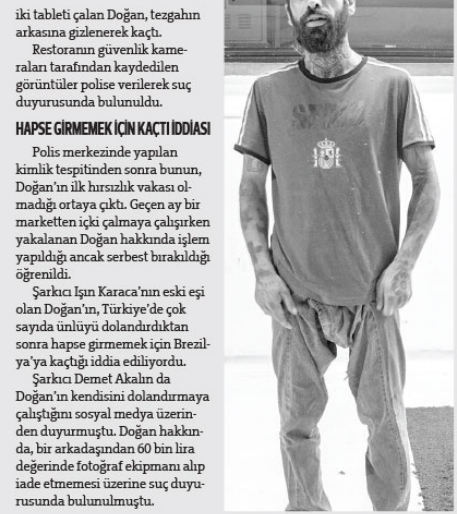 iki tableti çalan Doğan, tezgahın
arkasına gizlenerek kaçtı.
Restoranın güvenlik kame-
raları tarafından kaydedilen
görüntüler polise verilerek suç
duyurusunda bulunuldu.
HAPSE GİRMEMEK İÇİN KAÇTI İDDİASI
Polis merkezinde yapılan
kimlik tespitinden sonra bunun,
Doğan'ın ilk hırsızlık vakası ol-
madığı ortaya çıktı. Geçen ay bir
marketten içki çalmaya çalışırken
yakalanan Doğan hakkında işlem
yapıldığı ancak serbest bırakıldığı
öğrenildi.
Şarkıcı Işın Karaca'nın eski eşi
olan Doğan'ın, Türkiye'de çok
sayıda ünlüyü dolandırdıktan
sonra hapse girmemek için Brezil-
ya'ya kaçtığı iddia ediliyordu.
Şarkıcı Demet Akalın da
Doğan'ın kendisini dolandırmaya
çalıştığını sosyal medya üzerin-
den duyurmuştu. Doğan hakkın-
da, bir arkadaşından 60 bin lira
değerinde fotoğraf ekipmanı alıp
iade etmemesi üzerine suç duyu-
rusunda bulunulmuştu.